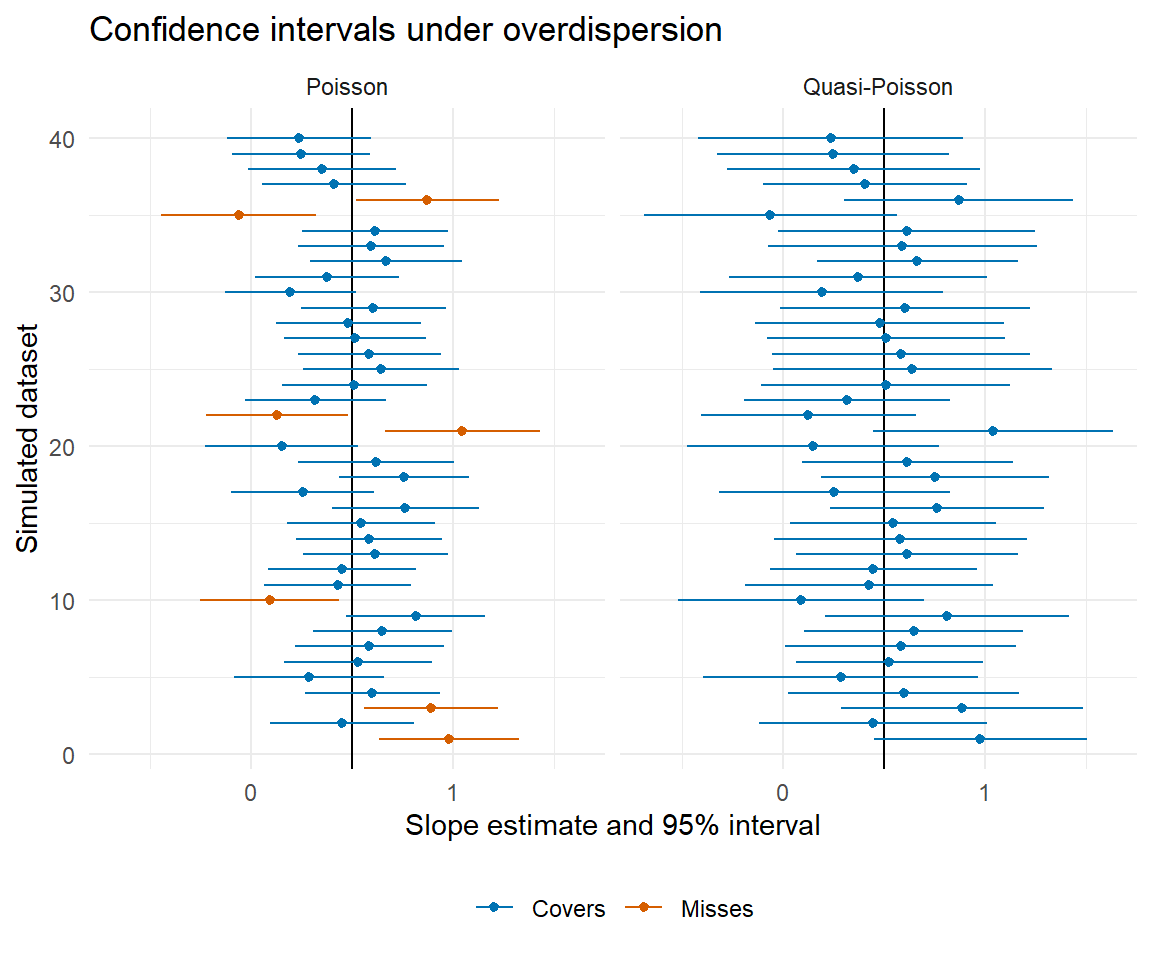 Confidence intervals under overdispersion
Poisson
Quasi-Poisson
40
30
20
10
0
Simulated dataset
0 1
0 1
Slope estimate and 95% interval
Covers Misses